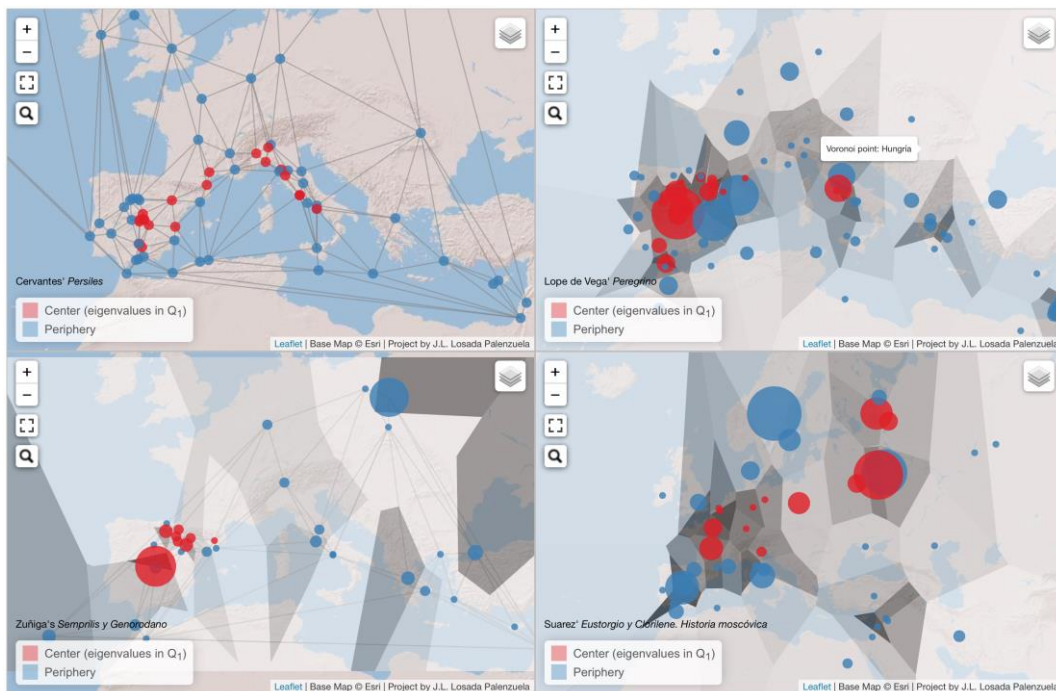 +
−
Cervantes' Persiles
Center (eigenvalues in Q1)
Periphery
Leaflet | Base Map © Esri | Project by J.L. Losada Palenzuela
+
−
Voronoi point: Hungría
Lope de Vega' Peregrino
Center (eigenvalues in Q1)
Periphery
Leaflet | Base Map © Esri | Project by J.L. Losada Palenzuela
+
−
Zuñiga's Semprilis y Genorodano
Center (eigenvalues in Q1)
Periphery
Leaflet | Base Map © Esri | Project by J.L. Losada Palenzuela
+
−
Suarez' Eustorgio y Clorilene. Historia moscóvica
Center (eigenvalues in Q1)
Periphery
Leaflet | Base Map © Esri | Project by J.L. Losada Palenzuela